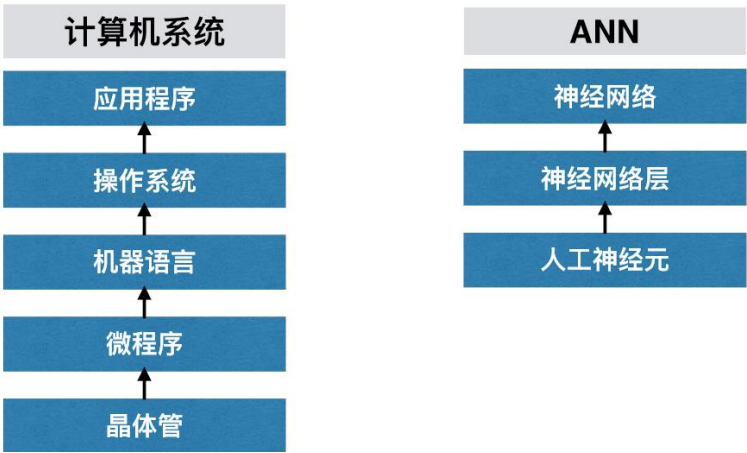 计算机系统
应用程序
操作系统
机器语言
微程序
晶体管
ANN
神经网络
神经网络层
人工神经元